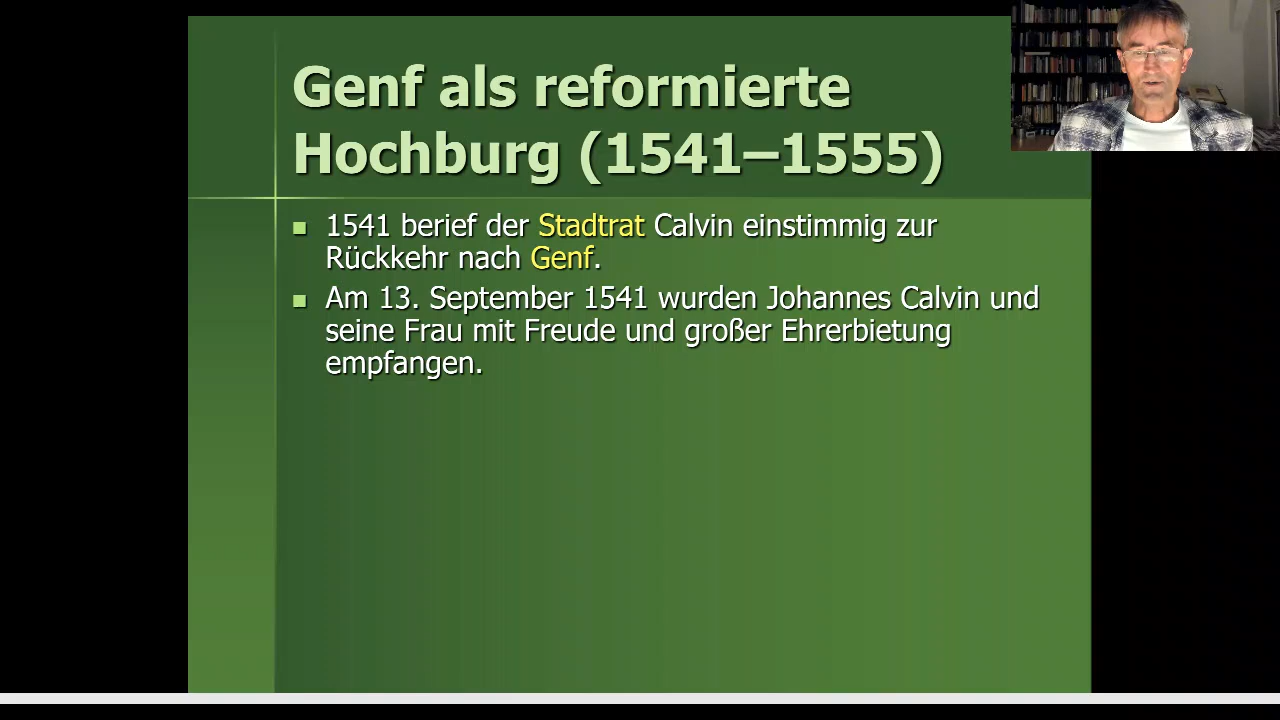 Genf als reformierte
Hochburg (1541–1555)
1541 berief der Stadtrat Calvin einstimmig zur
Rückkehr nach Genf.
Am 13. September 1541 wurden Johannes Calvin und
seine Frau mit Freude und großer Ehrerbietung
empfangen.